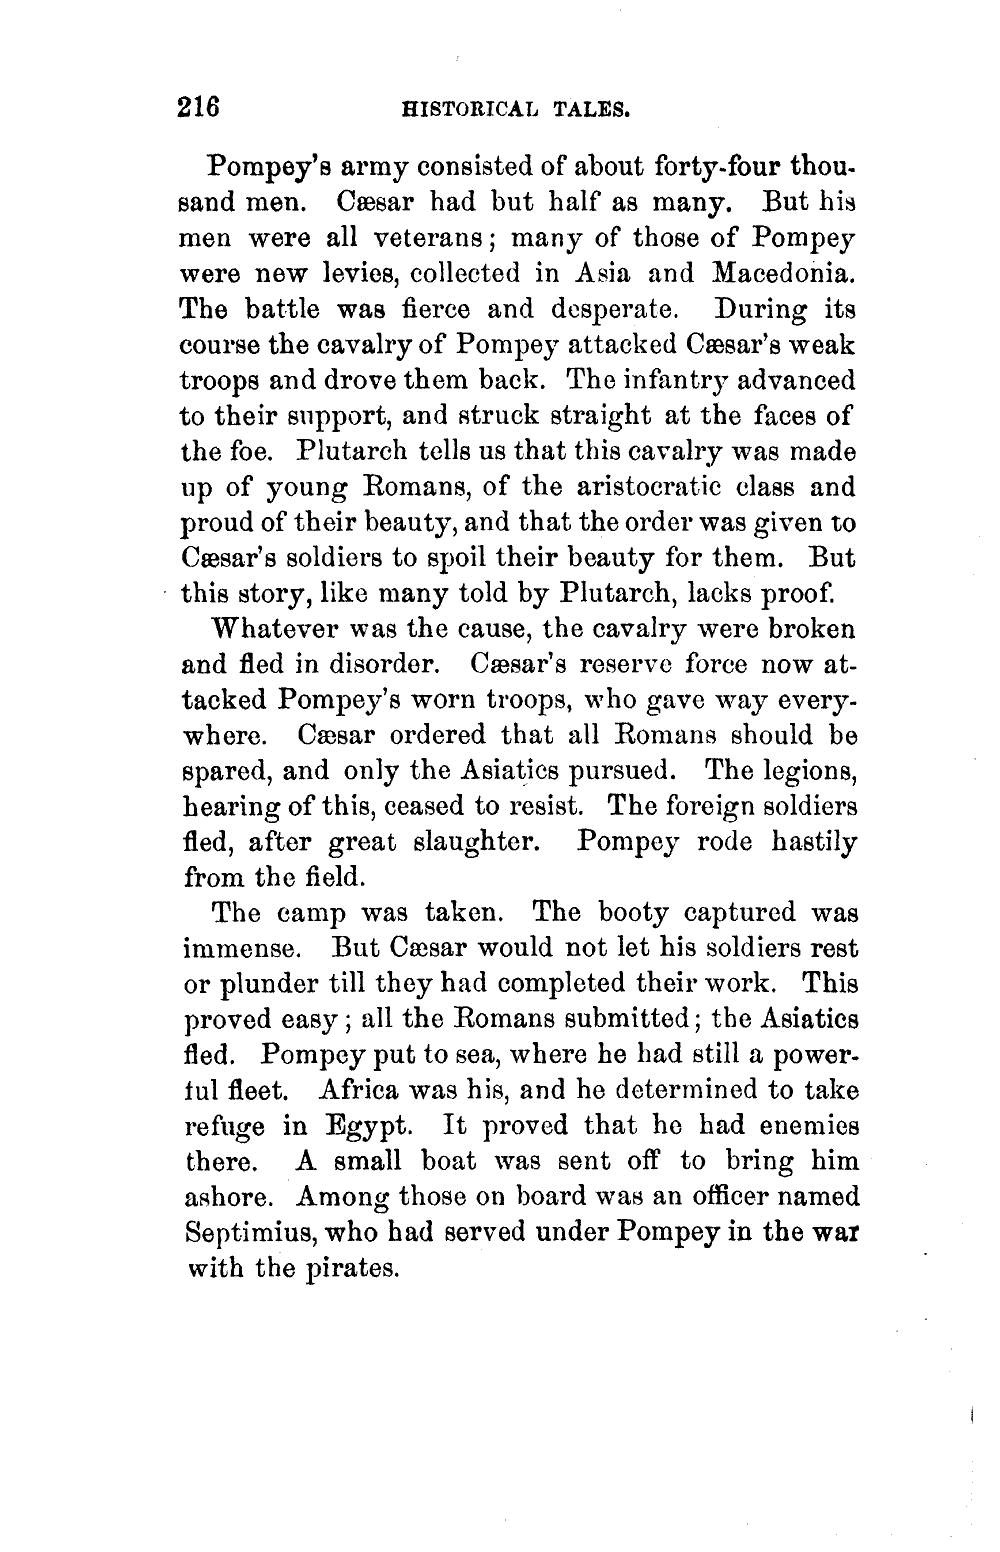 216 HISTORICAL TALES.
Pompey's army consisted of about forty-four thou-
sand men. Cæsar had but half as many. But his
men were all veterans; many of those of Pompey
were new levies, collected in Asia and Macedonia.
The battle was fierce and desperate. During its
course the cavalry of Pompey attacked Cæsar's weak
troops and drove them back. The infantry advanced
to their support, and struck straight at the faces of
the foe. Plutarch tells us that this cavalry was made
up of young Romans, of the aristocratic class and
proud of their beauty, and that the order was given to
Cæsar's soldiers to spoil their beauty for them. But
this story, like many told by Plutarch, lacks proof.
Whatever was the cause, the cavalry were broken
and fled in disorder. Cæsar's reserve force now at-
tacked Pompey's worn troops, who gave way every-
where. Cæsar ordered that all Romans should be
spared, and only the Asiatics pursued. The legions,
hearing of this, ceased to resist. The foreign soldiers
fled, after great slaughter. Pompey rode hastily
from the field.
The camp was taken. The booty captured was
immense. But Cæsar would not let his soldiers rest
or plunder till they had completed their work. This
proved easy; all the Romans submitted; the Asiatics
fled. Pompey put to sea, where he had still a power-
ful fleet. Africa was his, and he determined to take
refuge in Egypt. It proved that he had enemies
there. A small boat was sent off to bring him
ashore. Among those on board was an officer named
Septimius, who had served under Pompey in the war
with the pirates.